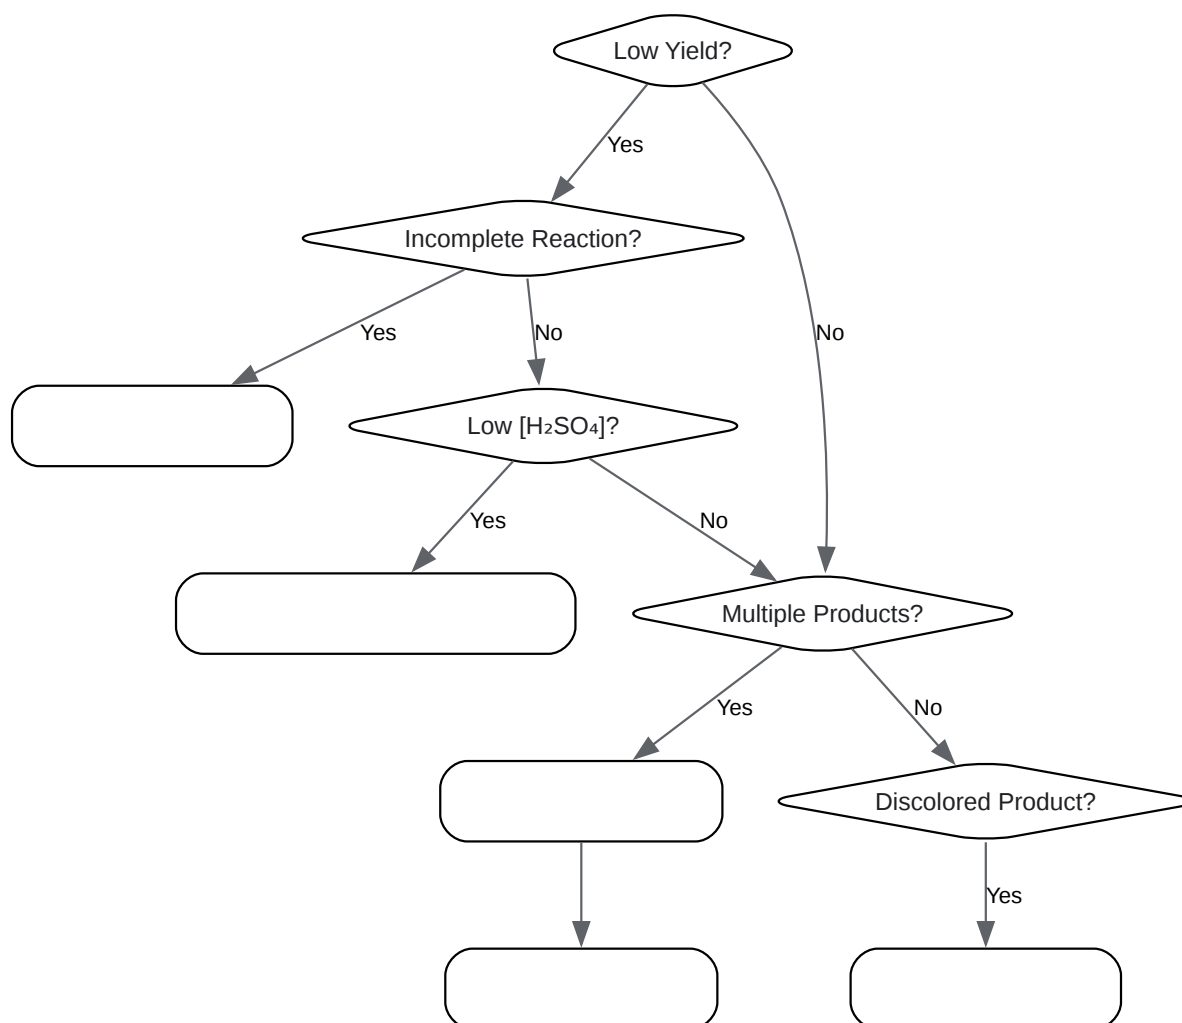 Low Yield?
Yes
Incomplete Reaction?
Yes
No
No
Low [H₂SO₄]?
Yes
No
Multiple Products?
Yes
No
Discolored Product?
Yes